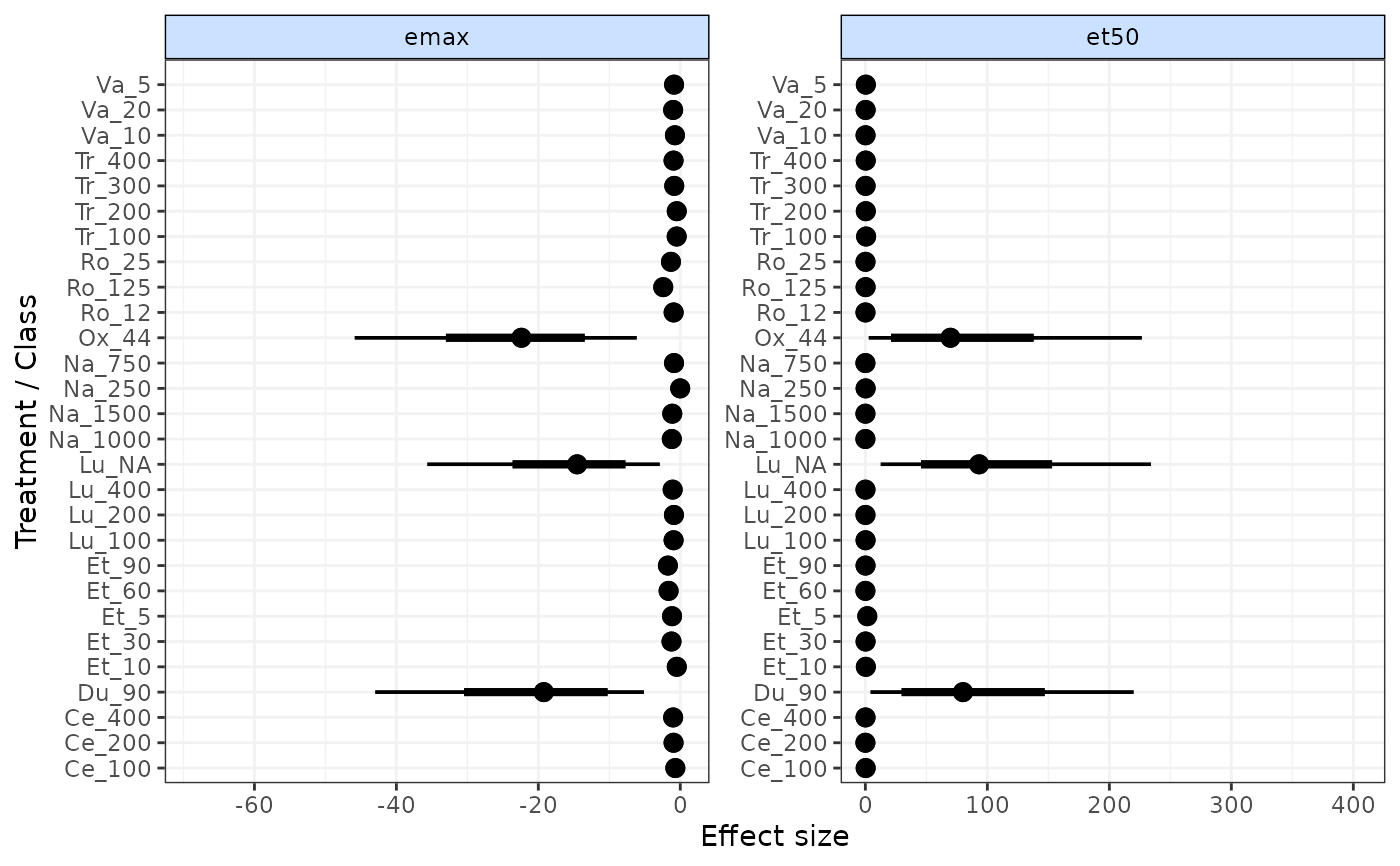 emax et50
Va_5 Va_5
Va_20 Va_20
Va_10 Va_10
Tr_400 Tr_400
Tr_300 Tr_300
Tr_200 Tr_200
Tr_100 Tr_100
Ro_25 Ro_25
Ro_125 Ro_125
Ro_12 Ro_12
Ox_44 Ox_44
Na_750 Na_750
Na_250 Na_250
Na_1500 Na_1500
Na_1000 Na_1000
Lu_NA Lu_NA
Lu_400 Lu_400
Lu_200 Lu_200
Lu_100 Lu_100
Et_90 Et_90
Et_60 Et_60
Et_5 Et_5
Et_30 Et_30
Et_10 Et_10
Du_90 Du_90
Ce_400 Ce_400
Ce_200 Ce_200
Ce_100 Ce_100
-60 -40 -20 0 0 100 200 300 400
Effect size
Treatment / Class